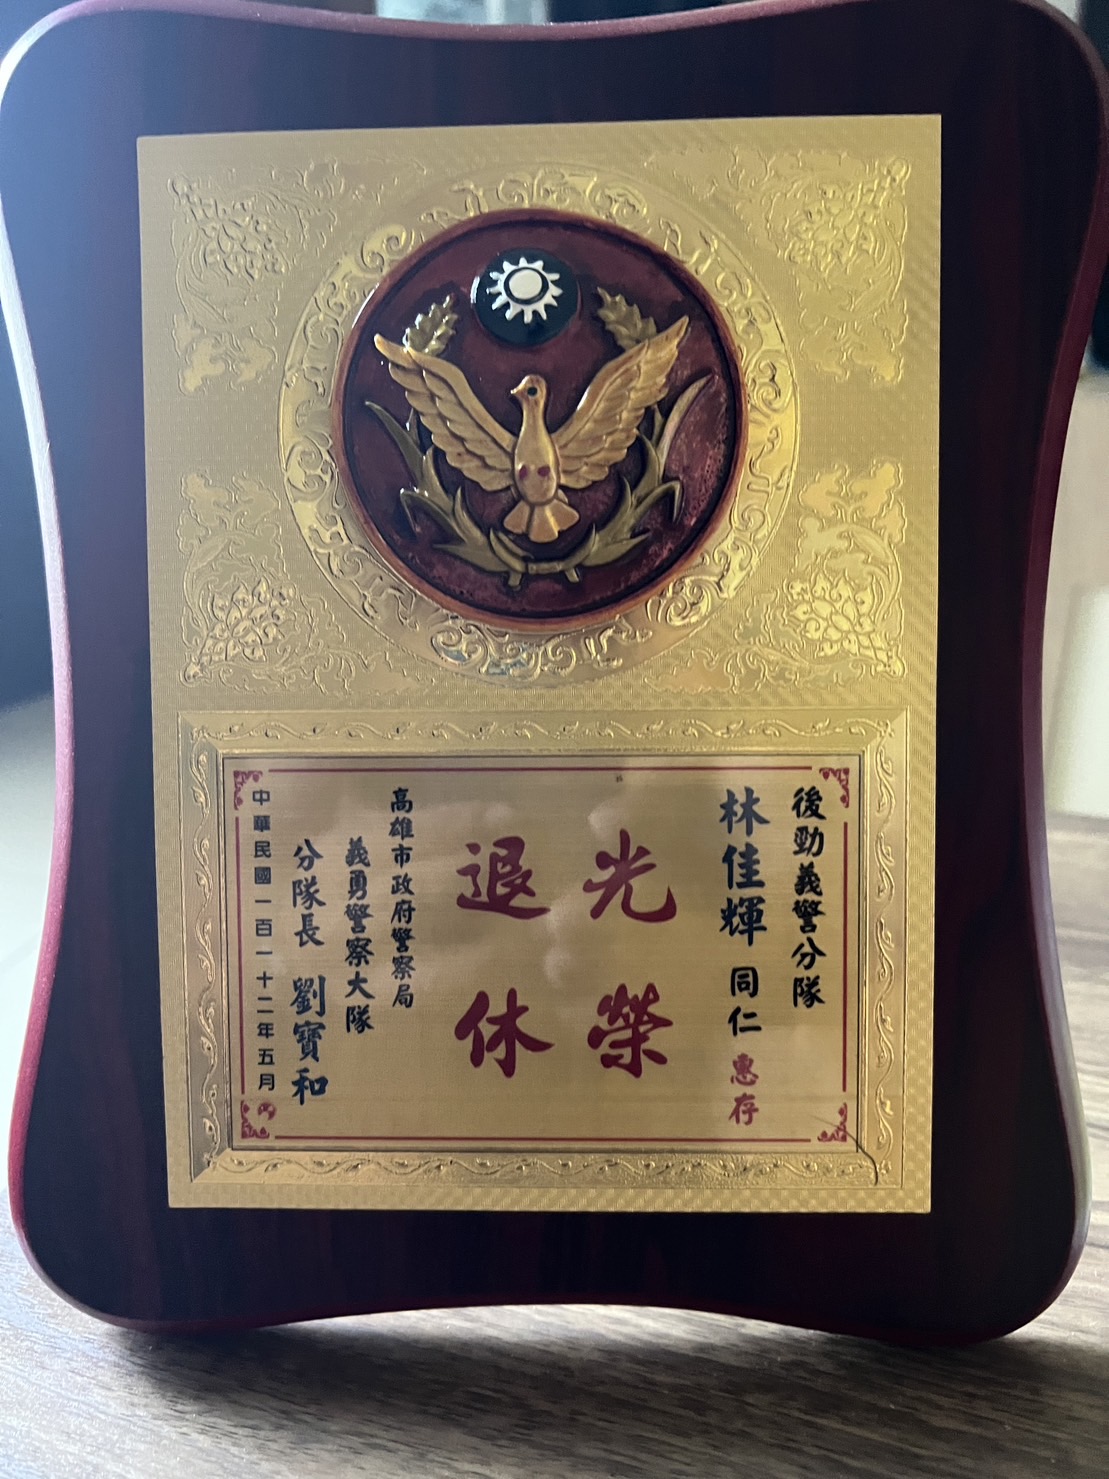 後勁義警分隊
林佳輝 同仁 惠存
光榮
退休
高雄市政府警察局
義勇警察大隊
分隊長 劉寶和
中華民國一百一十二年五月